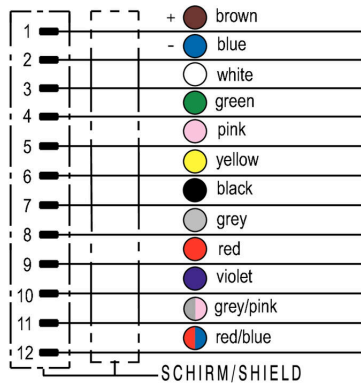 1 + brown
2 - blue
3 white
4 green
5 pink
6 yellow
7 black
8 grey
9 red
10 violet
11 grey/pink
12 red/blue
SCHIRM/SHIELD